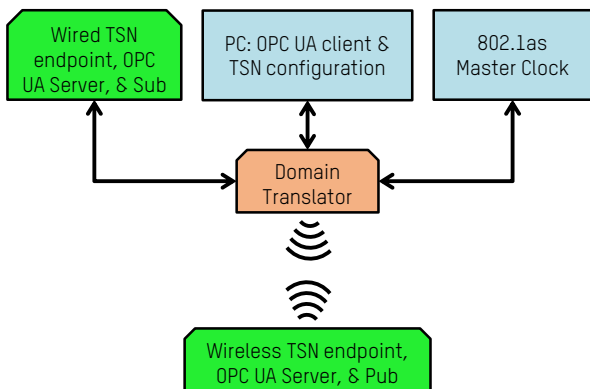 Wired TSN
endpoint, OPC
UA Server, & Sub
PC: OPC UA client &
TSN configuration
802.1as
Master Clock
Domain
Translator
Wireless TSN endpoint,
OPC UA Server, & Pub